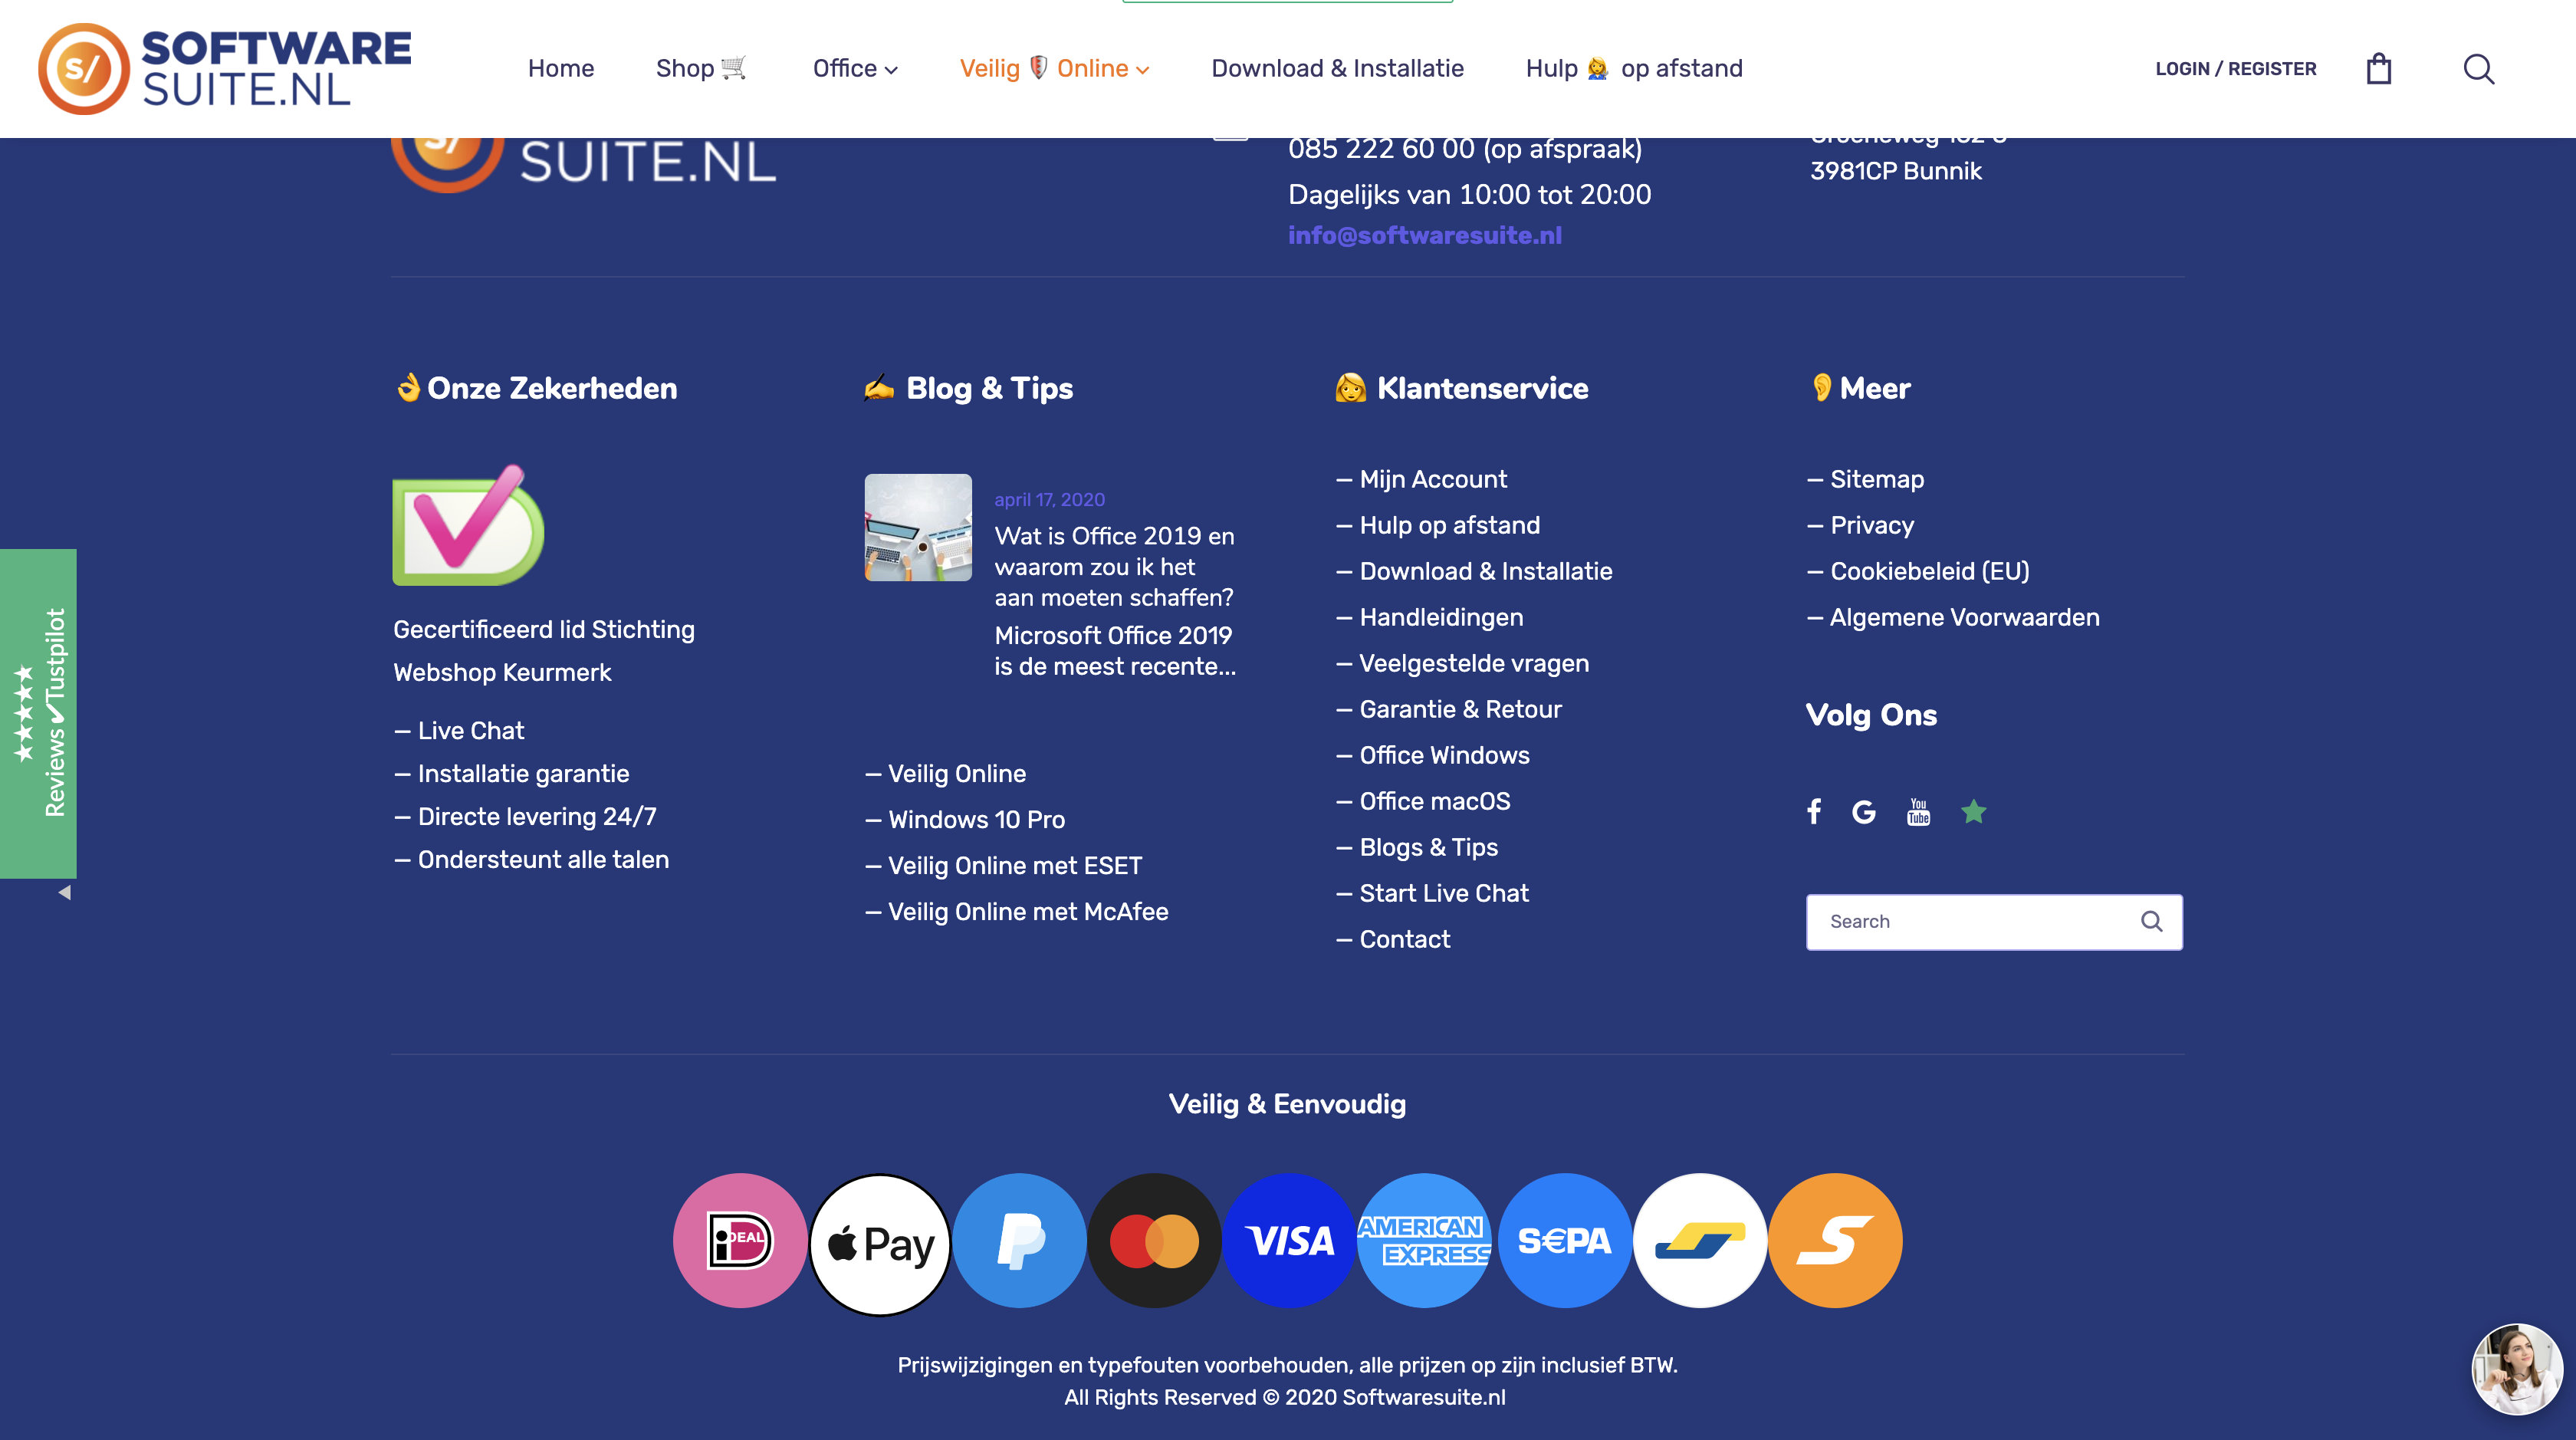 S/ SOFTWARE
SUITE.NL
Home
Shop
Office
Veilig Online
Download & Installatie
Hulp op afstand
LOGIN / REGISTER
S/
SUITE.NL
085 222 60 00 (op afspraak)
Dagelijks van 10:00 tot 20:00
info@softwaresuite.nl
3981CP Bunnik
Onze Zekerheden
Gecertificeerd lid Stichting
Webshop Keurmerk
– Live Chat
– Installatie garantie
– Directe levering 24/7
– Ondersteunt alle talen
Blog & Tips
april 17, 2020
Wat is Office 2019 en
waarom zou ik het
aan moeten schaffen?
Microsoft Office 2019
is de meest recente...
– Veilig Online
– Windows 10 Pro
– Veilig Online met ESET
– Veilig Online met McAfee
Klantenservice
– Mijn Account
– Hulp op afstand
– Download & Installatie
– Handleidingen
– Veelgestelde vragen
– Garantie & Retour
– Office Windows
– Office macOS
– Blogs & Tips
– Start Live Chat
– Contact
Meer
– Sitemap
– Privacy
– Cookiebeleid (EU)
– Algemene Voorwaarden
Volg Ons
You Tube
Search
★★★★★
Reviews ✔Tustpilot
Veilig & Eenvoudig
iDEAL
Pay
VISA
AMERICAN
EXPRESS
S€PA
Prijswijzigingen en typefouten voorbehouden, alle prijzen op zijn inclusief BTW.
All Rights Reserved © 2020 Softwaresuite.nl